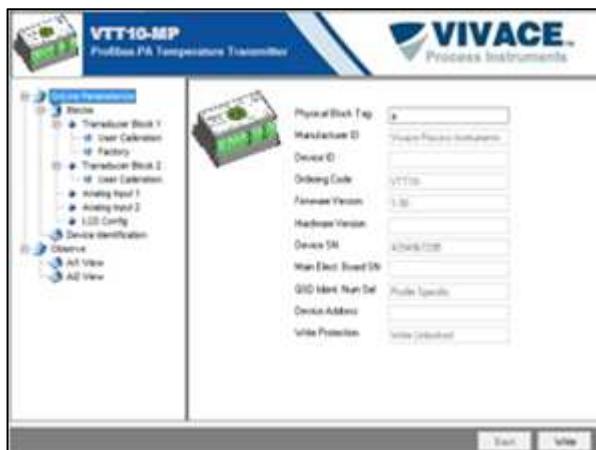 VTT10-MP
Profibus PA Temperature Transmitter
VIVACE
Process Instruments
Blocks
Transducer Block 1
User Calibration
Factory
Transducer Block 2
User Calibration
Analog Input 1
Analog Input 2
LCD Config
Device Identification
Observe
AI1 View
AI2 View
Physical Block Tag
Manufacturer ID
Vivace Process Instruments
Device ID
Ordering Code
VTT10
Firmware Version
Hardware Version
Device SN
Main Elect. Board SN
GSD Ident. Num Sel
Profile Specific
Device Address
Write Protection
Write Unlocked
Write